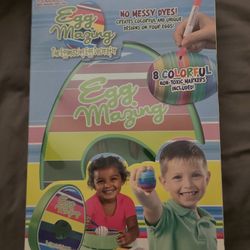 Egg
Mazing
NO MESSY DYES!
CREATES COLORFUL AND UNIQUE
DESIGNS ON YOUR EGGS!
8 COLORFUL
NON-TOXIC MARKERS
INCLUDED!
Egg
Mazing